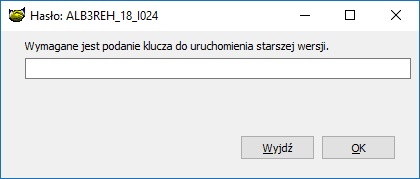 Hasło: ALB3REH_18_I024
Wymagane jest podanie klucza do uruchomienia starszej wersji.
Wyjdź
OK